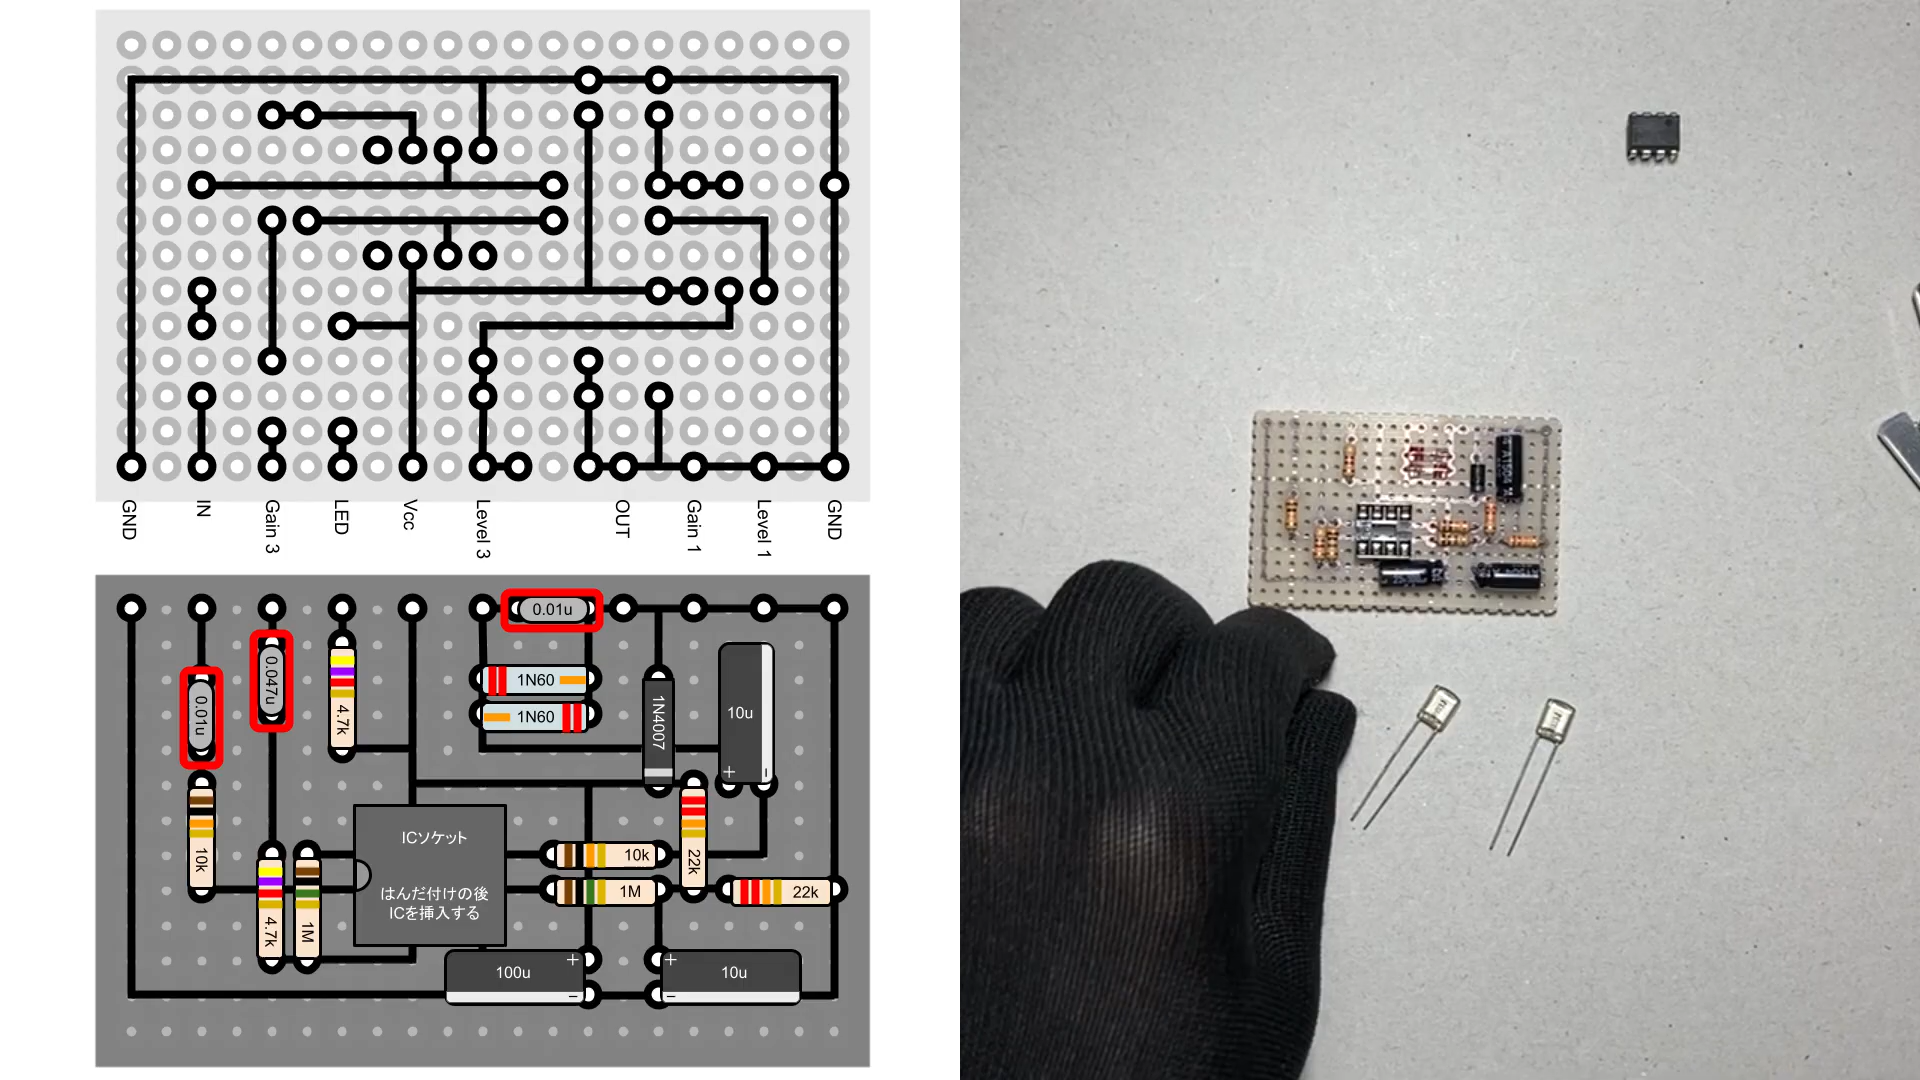 GND
IN
Gain 3
LED
Vcc
Level 3
OUT
Gain 1
Level 1
GND
0.01u
0.047u
0.01u
4.7k
1N60
1N60
1N4007
10u
+ −
10k
ICソケット
はんだ付けの後
ICを挿入する
10k
1M
22k
22k
4.7k
1M
100u
+
−
10u
+
−